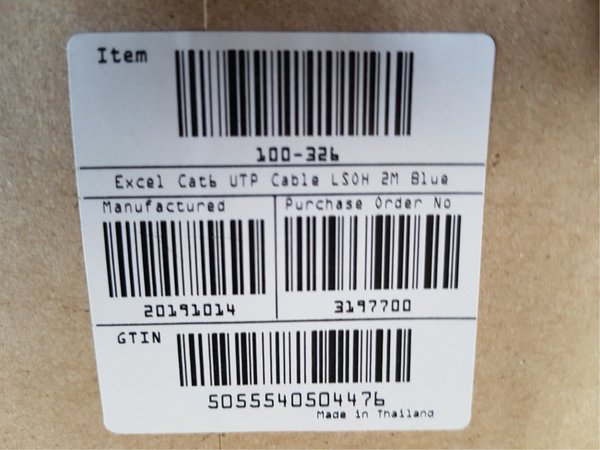 Item
100-326
Excel Cat6 UTP Cable LSOH 2M Blue
Manufactured
20191014
Purchase Order No
3197700
GTIN
5055540504476
Made in Thailand